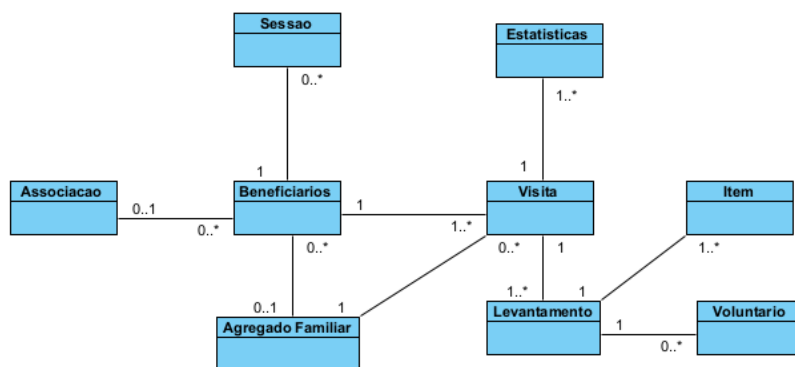 Sessao
Estatisticas
0..*
1..*
1
1
Associacao
Beneficiarios
Visita
Item
0..1
0..*
1
1..*
0..*
0..*
1
1..*
0..1
1
1..*
1
Agregado Familiar
Levantamento
Voluntario
1
0..*